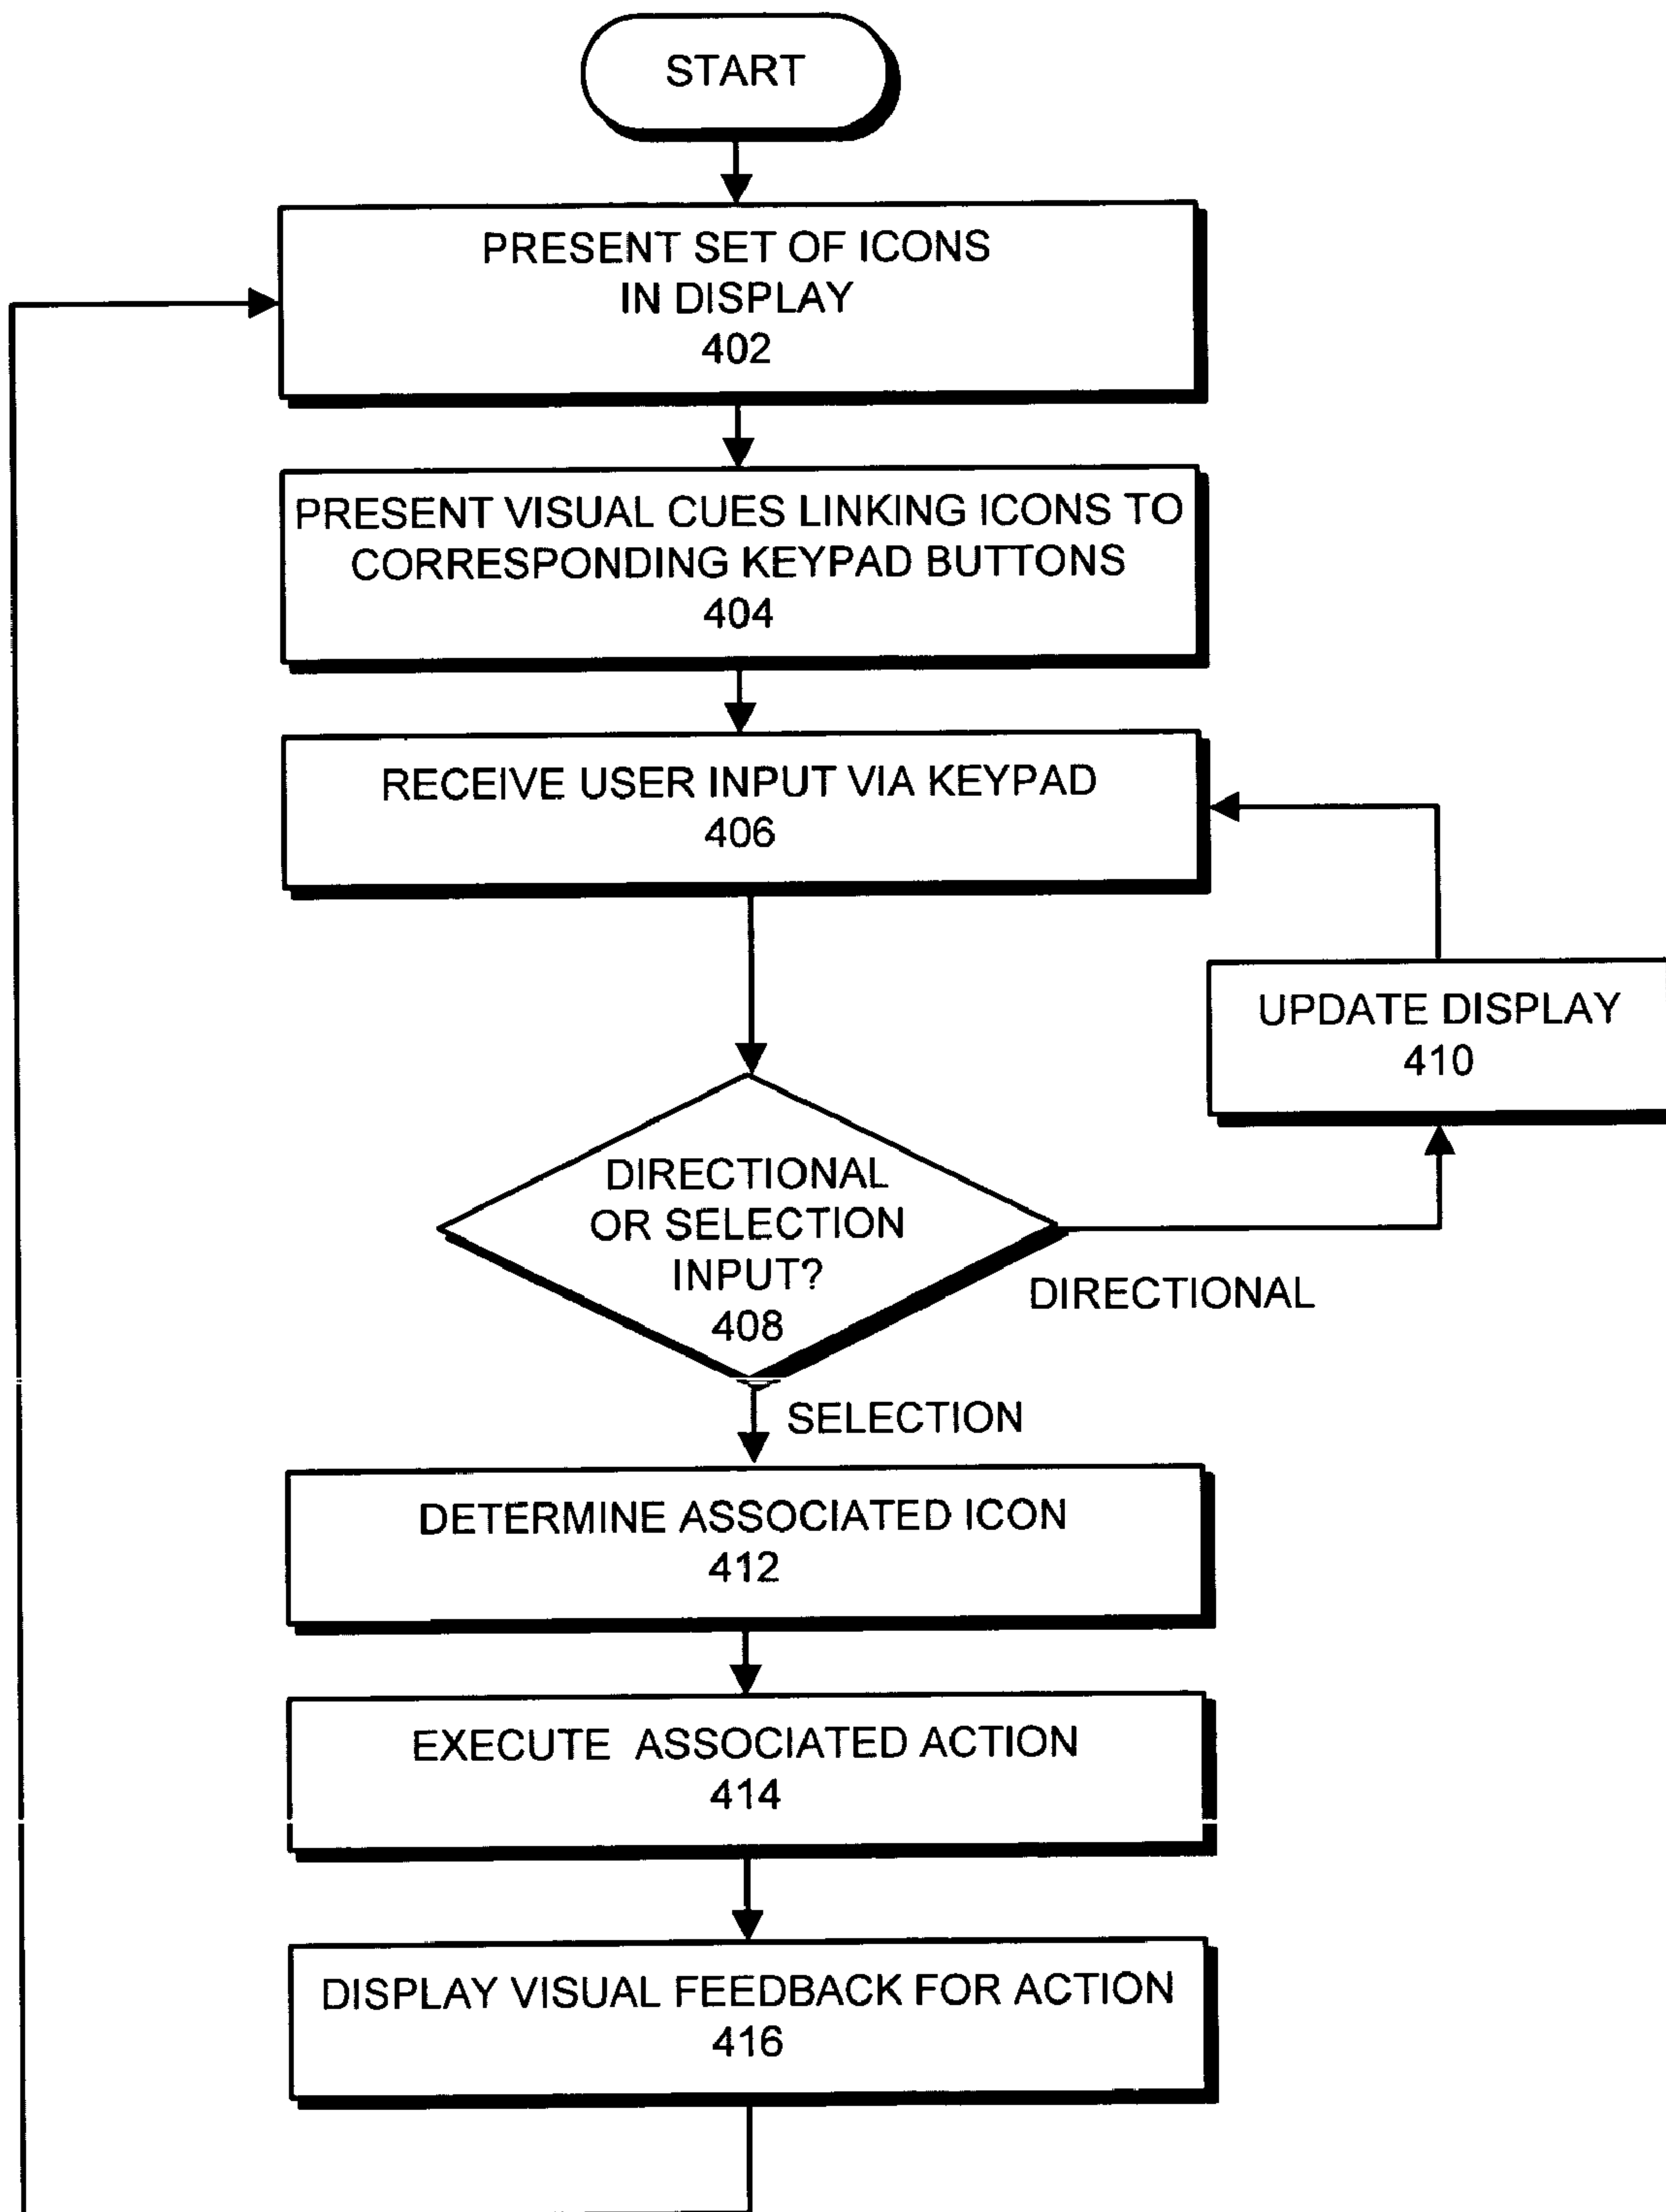 START
PRESENT SET OF ICONS
IN DISPLAY
402
PRESENT VISUAL CUES LINKING ICONS TO
CORRESPONDING KEYPAD BUTTONS
404
RECEIVE USER INPUT VIA KEYPAD
406
UPDATE DISPLAY
410
DIRECTIONAL
OR SELECTION
INPUT?
408
DIRECTIONAL
SELECTION
DETERMINE ASSOCIATED ICON
412
EXECUTE ASSOCIATED ACTION
414
DISPLAY VISUAL FEEDBACK FOR ACTION
416